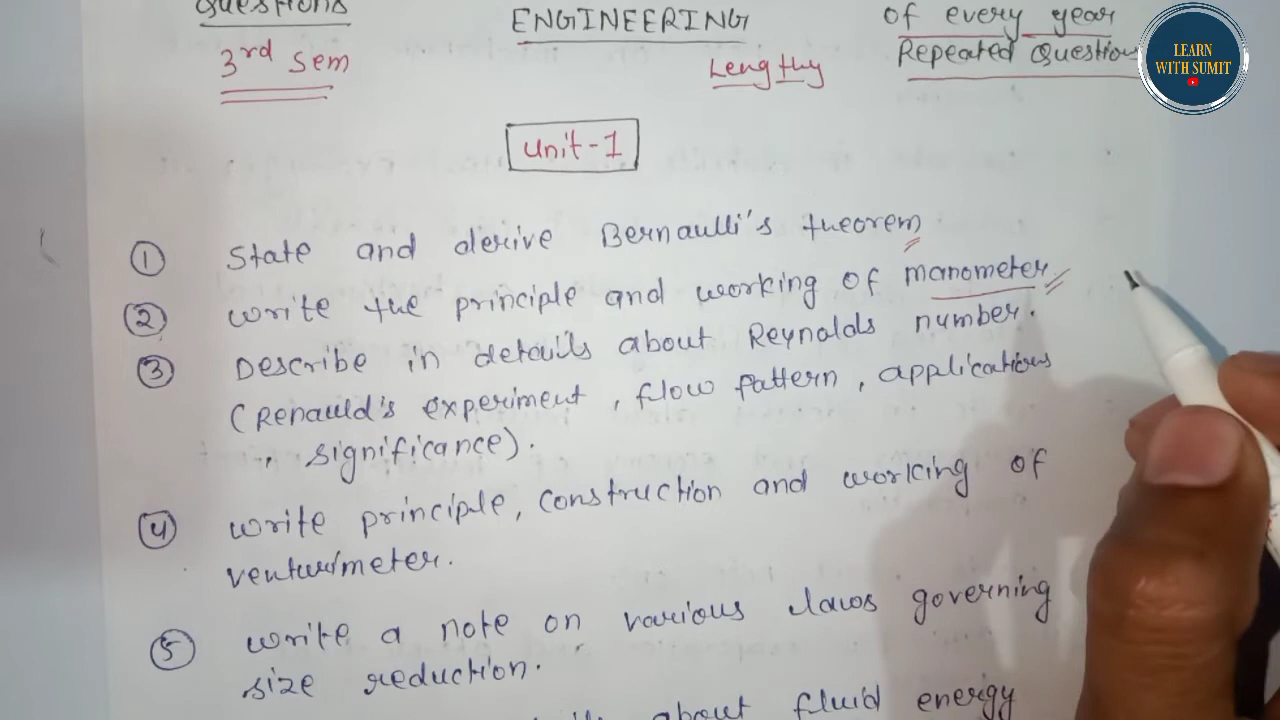 Questions
ENGINEERING
of every year
3rd Sem
Lengthy
Repeated Question
LEARN
WITH SUMIT
Unit-1
1 State and derive Bernaulli's theorem
2 write the principle and working of manometer
3 Describe in details about Reynalds number.
(Renauld's experiment, flow pattern, applications
significance).
4 write principle, construction and working of
venturimeter.
5 write a note on various laws governing
size reduction.
about fluid energy